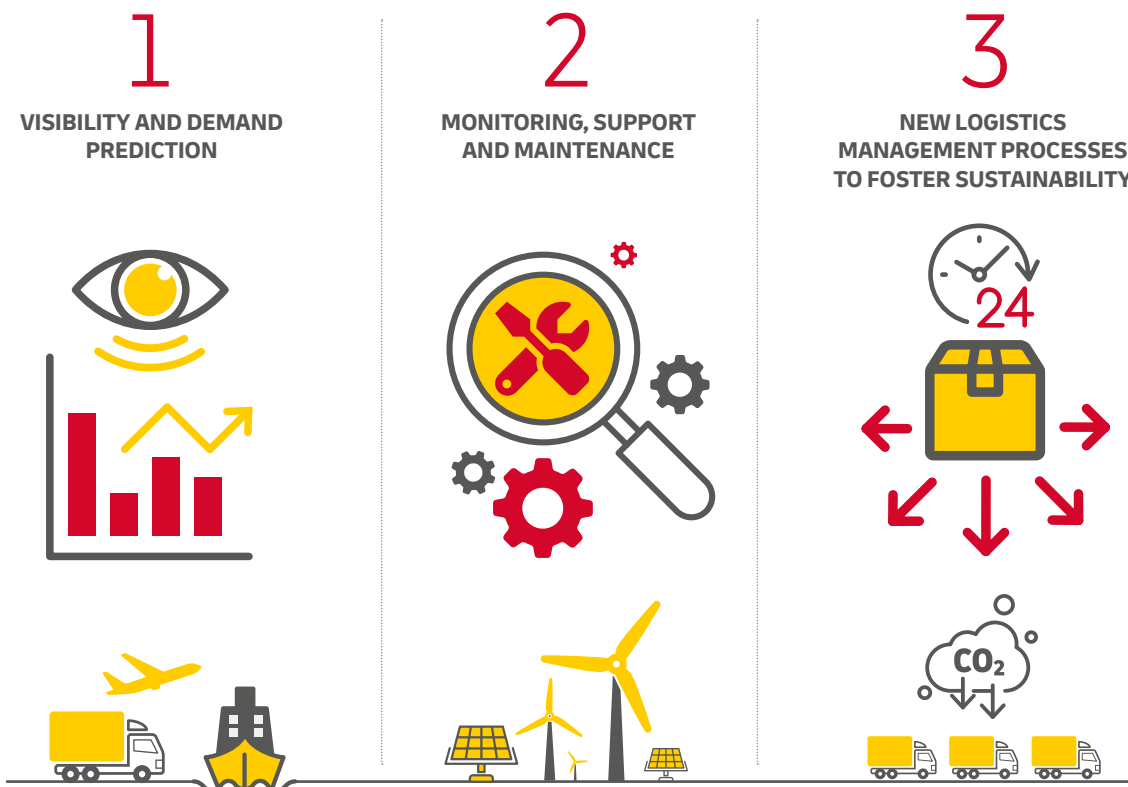 1
VISIBILITY AND DEMAND
PREDICTION
2
MONITORING, SUPPORT
AND MAINTENANCE
3
NEW LOGISTICS
MANAGEMENT PROCESSES
TO FOSTER SUSTAINABILITY
24
CO₂